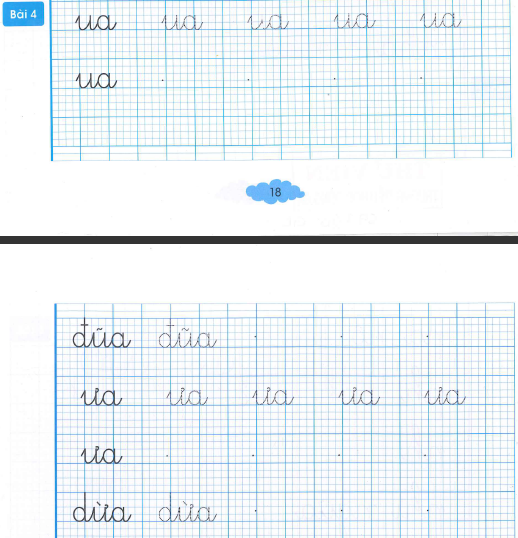 Bài 4
ua ua ua ua ua
ua
18
đũa đũa
ưa ưa ưa ưa ưa
ưa
dừa dừa